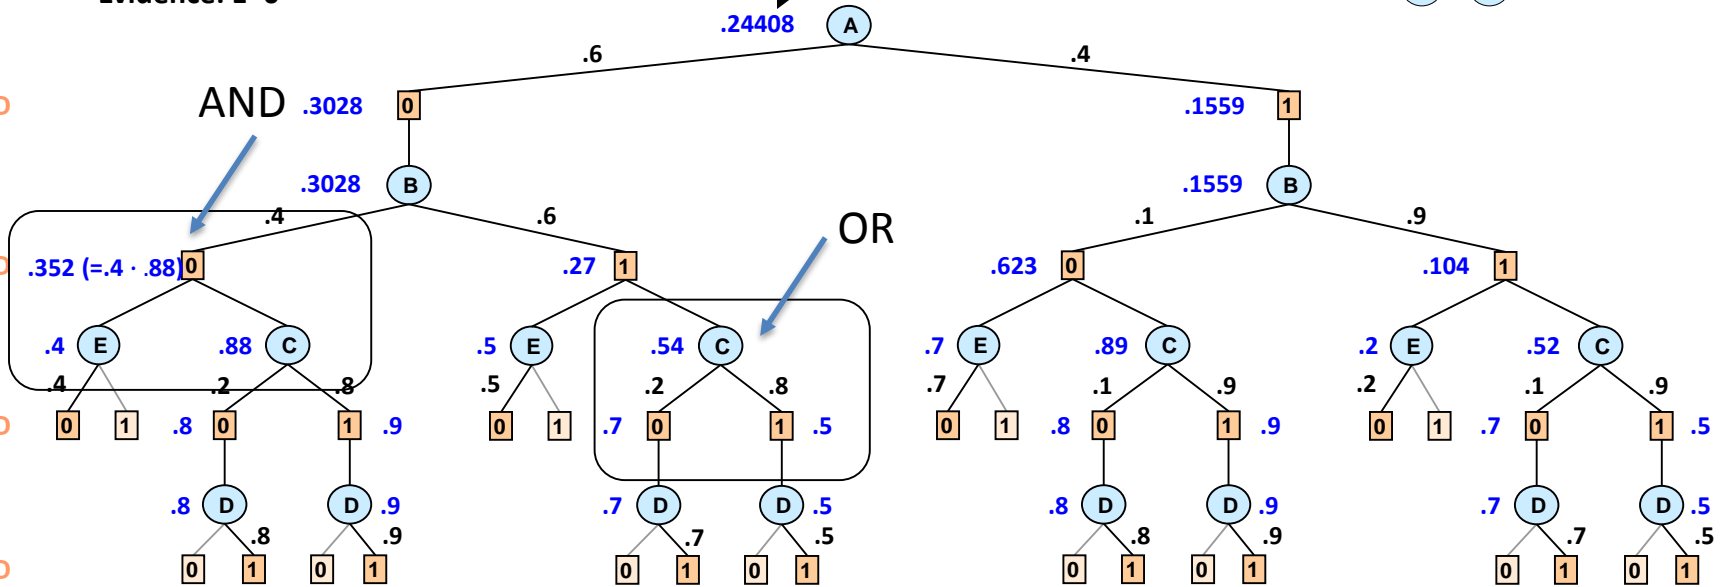 .24408 A
.6 .4
AND .3028 0 .1559 1
.3028 B .1559 B
.4 .6 .1 .9
OR
.352 (=.4 · .88) 0 .27 1 .623 0 .104 1
.4 E .88 C .5 E .54 C .7 E .89 C .2 E .52 C
.4 .2 .8 .5 .2 .8 .7 .1 .9 .2 .1 .9
0 1 .8 0 1 .9 0 1 .7 0 1 .5 0 1 .8 0 1 .9 0 1 .7 0 1 .5
.8 D D .9 .7 D D .5 .8 D D .9 .7 D D .5
.8 .9 .7 .5 .8 .9 .7 .5
0 1 0 1 0 1 0 1 0 1 0 1 0 1 0 1